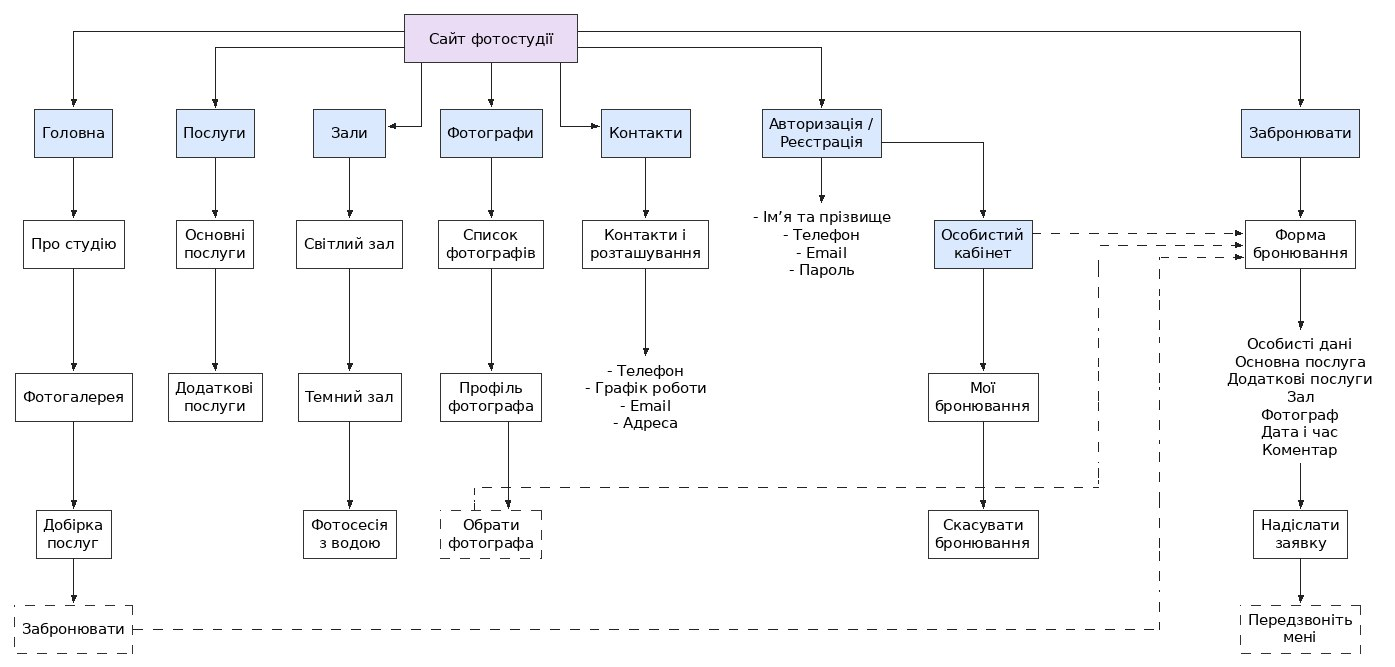 Сайт фотостудії
Головна
Послуги
Зали
Фотографи
Контакти
Авторизація /
Реєстрація
Забронювати
Про студію
Основні
послуги
Світлий зал
Список
фотографів
Контакти і
розташування
- Ім’я та прізвище
- Телефон
- Email
- Пароль
Особистий
кабінет
Форма
бронювання
Фотогалерея
Додаткові
послуги
Темний зал
Профіль
фотографа
- Телефон
- Графік роботи
- Email
- Адреса
Мої
бронювання
Особисті дані
Основна послуга
Додаткові послуги
Зал
Фотограф
Дата і час
Коментар
Добірка
послуг
Фотосесія
з водою
Обрати
фотографа
Скасувати
бронювання
Надіслати
заявку
Забронювати
Передзвоніть
мені